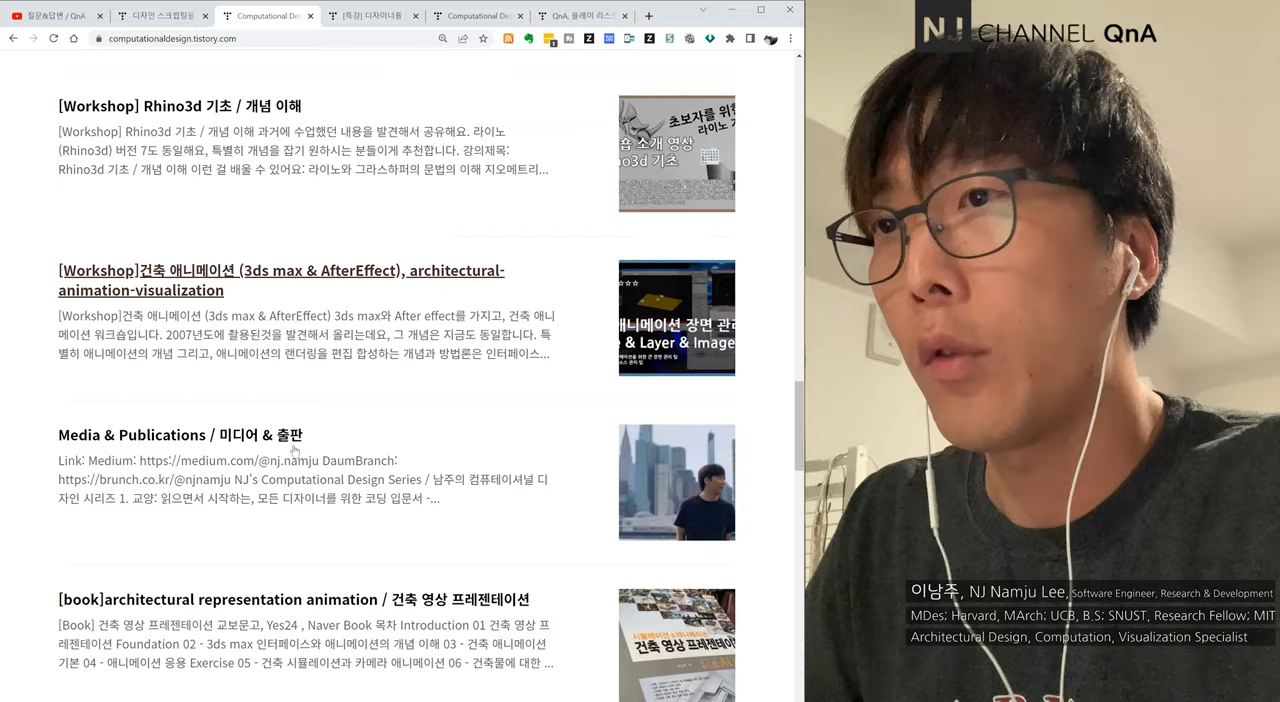 질문&답변 / QnA
디자인 스크립팅을
Computational De
[특강] 디자이너를
Computational De
QnA, 플레이 리스트
computationaldesign.tistory.com
[Workshop] Rhino3d 기초 / 개념 이해
[Workshop] Rhino3d 기초 / 개념 이해 과거에 수업했던 내용을 발견해서 공유해요. 라이노
(Rhino3d) 버전 7도 동일해요, 특별히 개념을 잡기 원하시는 분들이게 추천합니다. 강의제목:
Rhino3d 기초 / 개념 이해 이런 걸 배울 수 있어요: 라이노와 그라스하퍼의 문법의 이해 지오메트리...
초보자를 위한
라이노
숍 소개 영상
no3d 기초
[Workshop]건축 애니메이션 (3ds max & AfterEffect), architectural-
animation-visualization
[Workshop]건축 애니메이션 (3ds max & AfterEffect) 3ds max와 After effect를 가지고, 건축 애니
메이션 워크숍입니다. 2007년도에 활용된것을 발견해서 올리는데요, 그 개념은 지금도 동일합니다. 특
별히 애니메이션의 개념 그리고, 애니메이션의 랜더링을 편집 합성하는 개념과 방법론은 인터페이스...
☆☆☆
애니메이션 장면 관리
e & Layer & Image
Media & Publications / 미디어 & 출판
Link: Medium: https://medium.com/@nj.namju DaumBranch:
https://brunch.co.kr/@njnamju NJ's Computational Design Series / 남주의 컴퓨테이셔널 디
자인 시리즈 1. 교양: 읽으면서 시작하는, 모든 디자이너를 위한 코딩 입문서 -...
[book]architectural representation animation / 건축 영상 프레젠테이션
[Book] 건축 영상 프레젠테이션 교보문고, Yes24 , Naver Book 목차 Introduction 01 건축 영상 프
레젠테이션 Foundation 02 - 3ds max 인터페이스와 애니메이션의 개념 이해 03 - 건축 애니메이션
기본 04 - 애니메이션 응용 Exercise 05 - 건축 시뮬레이션과 카메라 애니메이션 06 - 건축물에 대한 ...
시뮬레이션 & 애니메이션
건축 영상 프레젠테
NJ CHANNEL QnA
이남주, NJ Namju Lee, Software Engineer, Research & Development
MDes; Harvard, MArch; UCB, B.S; SNUST, Research Fellow; MIT
Architectural Design, Computation, Visualization Specialist